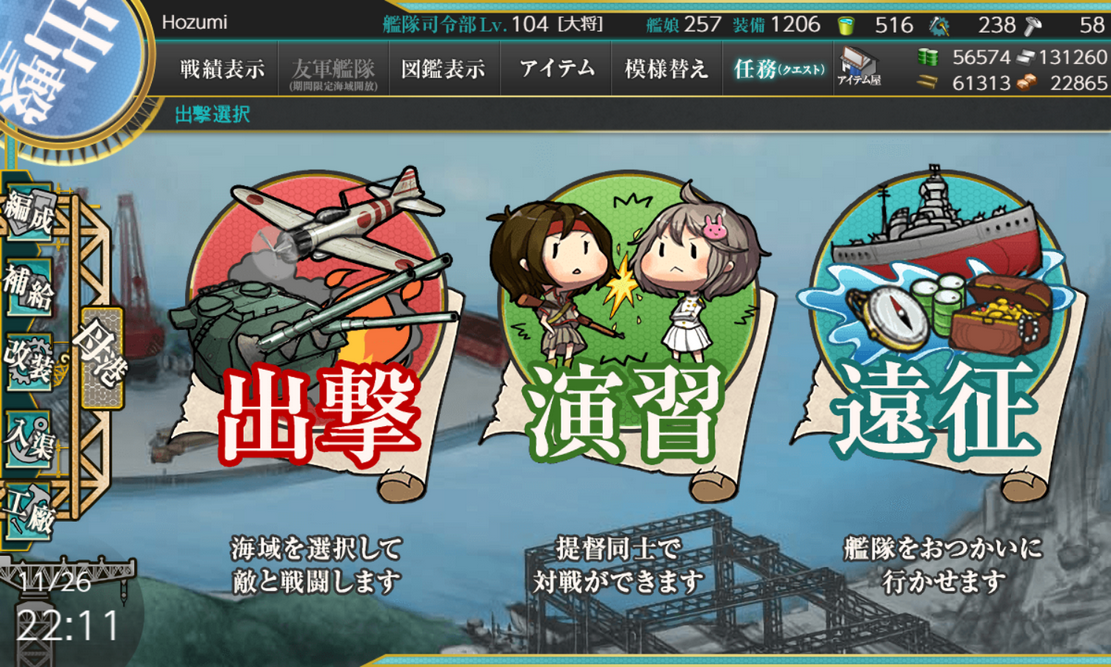 出撃
Hozumi 艦隊司令部Lv.104 [大将] 艦娘 257 装備 1206 516 238 58
戦績表示 友軍艦隊 図鑑表示 アイテム 模様替え 任務(クエスト) アイテム屋 56574 131260
(期間限定海域開放) 61313 22865
出撃選択
編成
補給
改装
母港
入渠
工廠
出撃 演習 遠征
海域を選択して
敵と戦闘します
提督同士で
対戦ができます
艦隊をおつかいに
行かせます
11/26
22:11